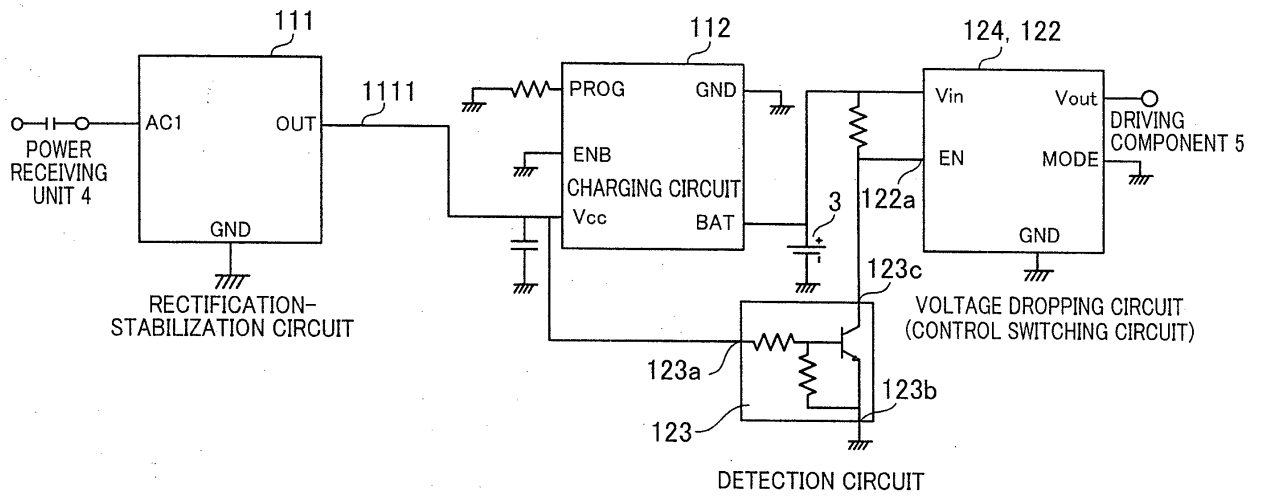 111
1111
AC1
OUT
GND
POWER
RECEIVING
UNIT 4
RECTIFICATION-
STABILIZATION CIRCUIT
112
PROG
GND
ENB
CHARGING CIRCUIT
Vcc
BAT
3
+
-
124, 122
Vin
Vout
EN
MODE
GND
122a
DRIVING
COMPONENT 5
VOLTAGE DROPPING CIRCUIT
(CONTROL SWITCHING CIRCUIT)
123c
123a
123b
123
DETECTION CIRCUIT